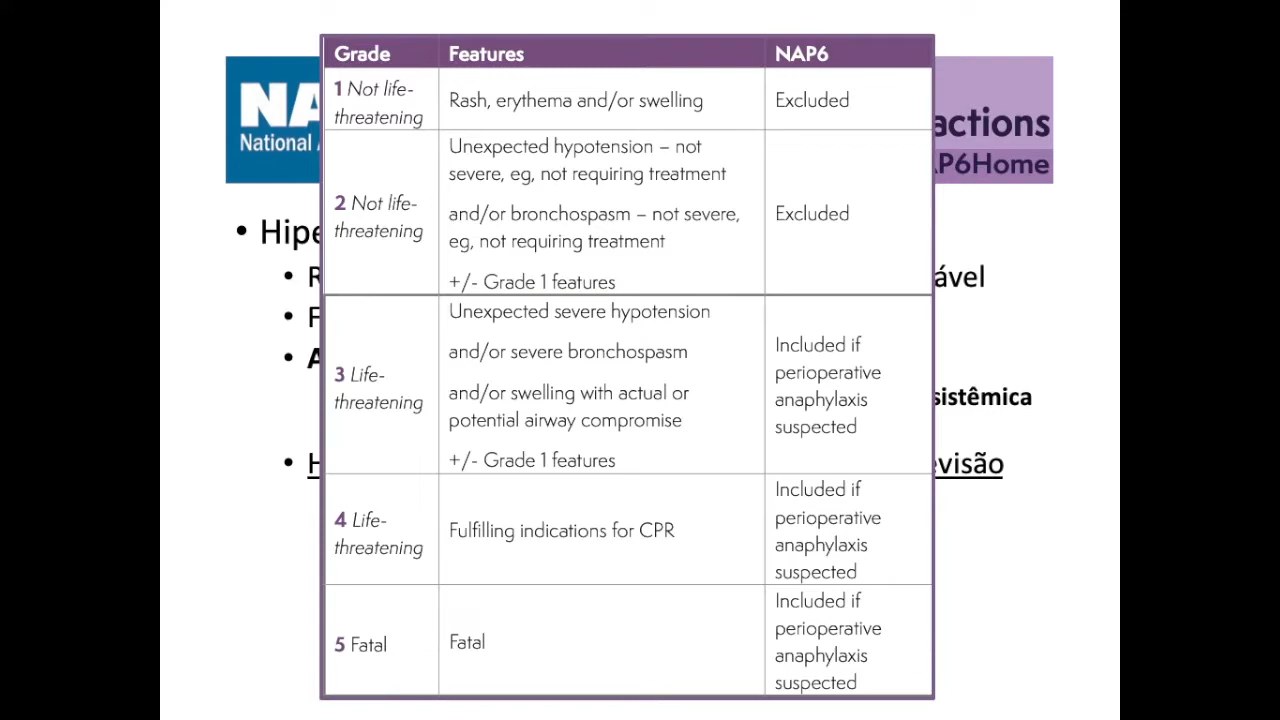 Grade Features NAP6
1 Not life-
threatening
Rash, erythema and/or swelling
Excluded
2 Not life-
threatening
Unexpected hypotension – not
severe, eg, not requiring treatment
and/or bronchospasm – not severe,
eg, not requiring treatment
+/- Grade 1 features
Excluded
3 Life-
threatening
Unexpected severe hypotension
and/or severe bronchospasm
and/or swelling with actual or
potential airway compromise
+/- Grade 1 features
Included if
perioperative
anaphylaxis
suspected
4 Life-
threatening
Fulfilling indications for CPR
Included if
perioperative
anaphylaxis
suspected
5 Fatal
Fatal
Included if
perioperative
anaphylaxis
suspected
NA
National
actions
AP6Home
• Hipe
• R
ável
• F
• A
sistêmica
• H
evisão